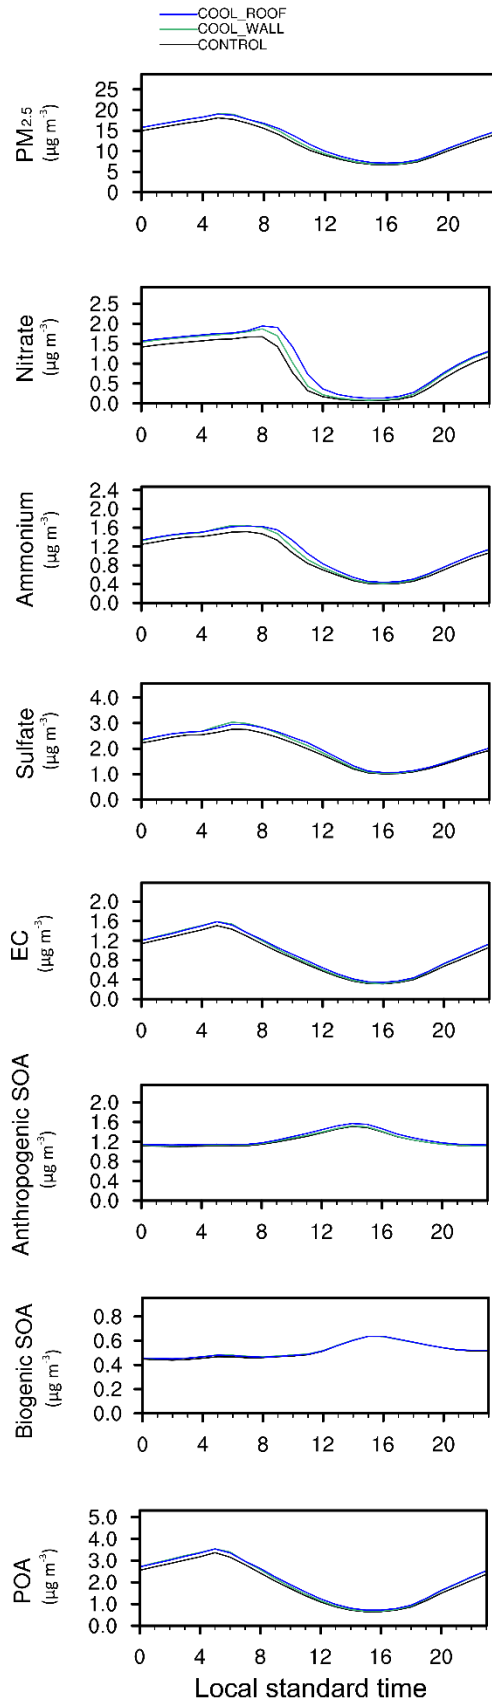 COOL_ROOF
COOL_WALL
CONTROL
PM2.5
(µg m-3)
25
20
15
10
5
0
0 4 8 12 16 20
Nitrate
(µg m-3)
2.5
2.0
1.5
1.0
0.5
0.0
0 4 8 12 16 20
Ammonium
(µg m-3)
2.4
2.0
1.6
1.2
0.8
0.4
0.0
0 4 8 12 16 20
Sulfate
(µg m-3)
4.0
3.0
2.0
1.0
0.0
0 4 8 12 16 20
EC
(µg m-3)
2.0
1.6
1.2
0.8
0.4
0.0
0 4 8 12 16 20
Anthropogenic SOA
(µg m-3)
2.0
1.6
1.2
0.8
0.4
0.0
0 4 8 12 16 20
Biogenic SOA
(µg m-3)
0.8
0.6
0.4
0.2
0.0
0 4 8 12 16 20
POA
(µg m-3)
5.0
4.0
3.0
2.0
1.0
0.0
0 4 8 12 16 20
Local standard time